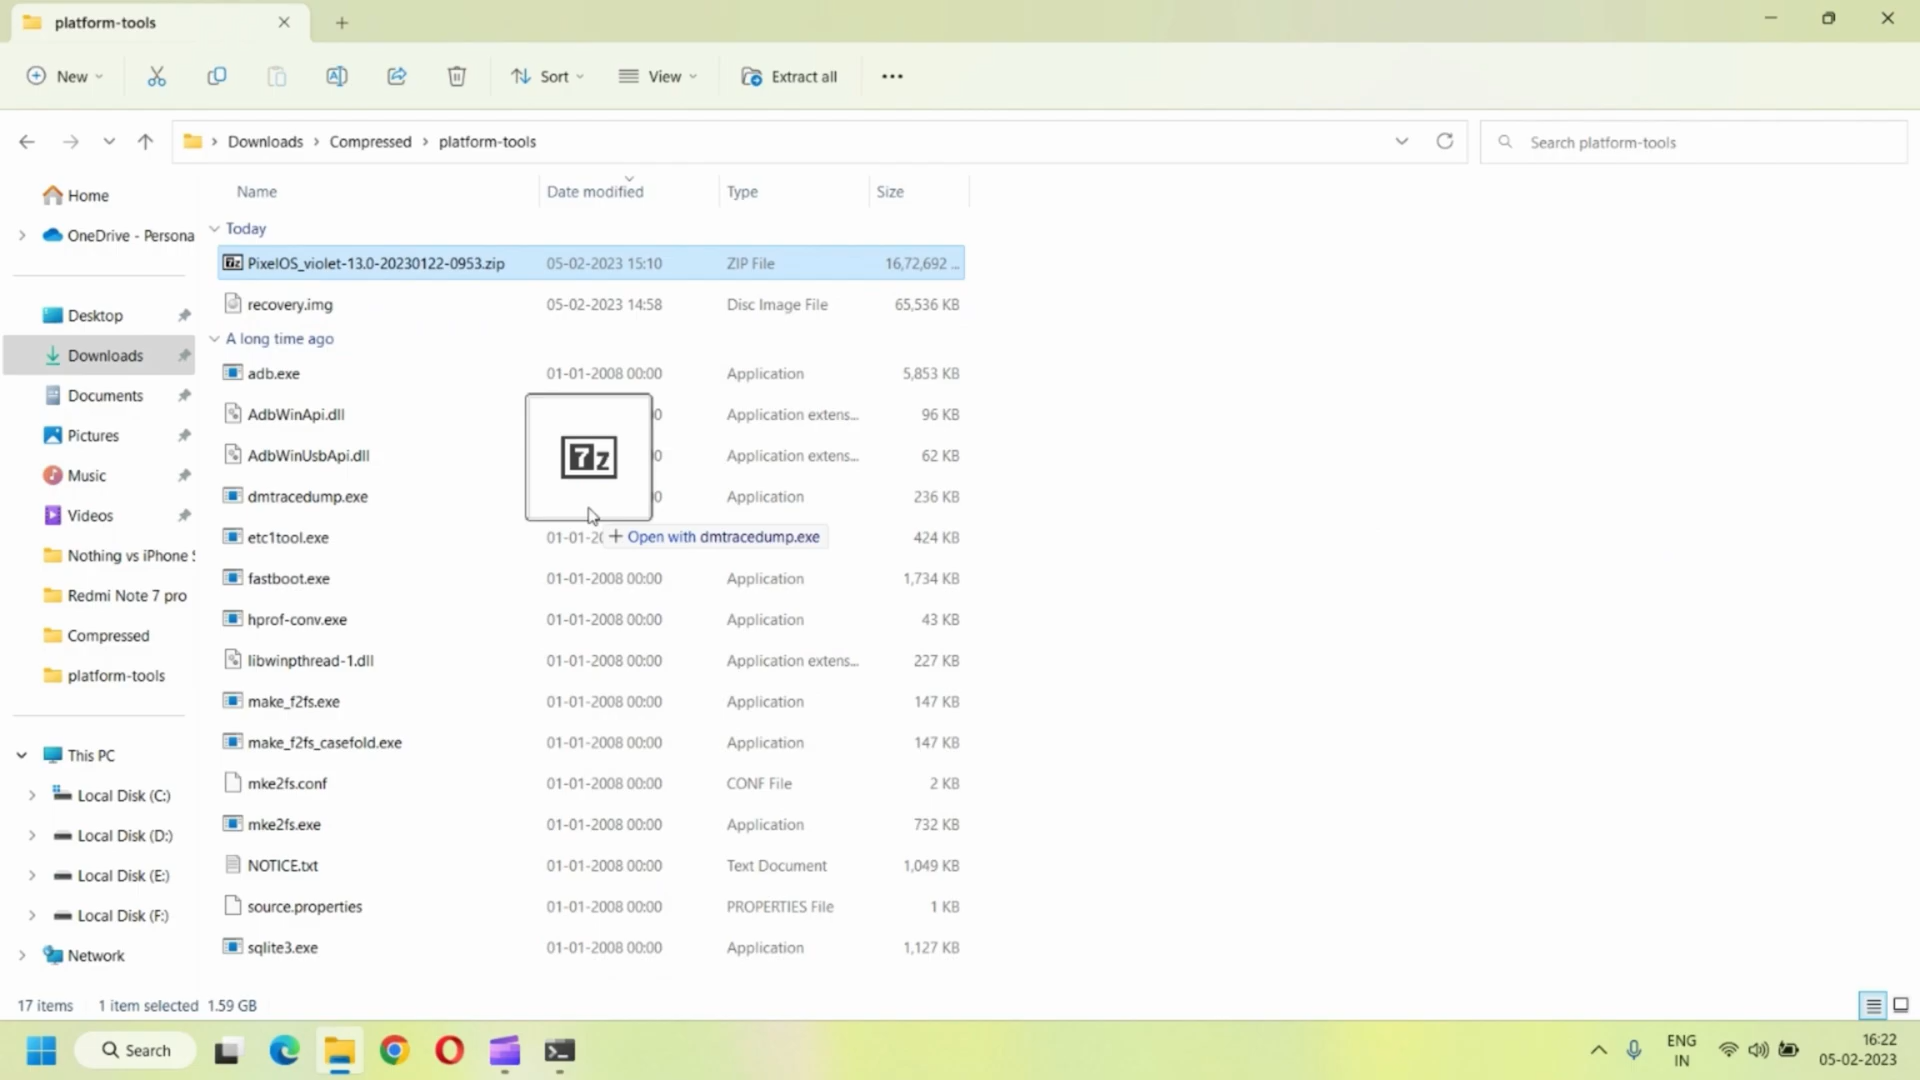 platform-tools
New
Sort
View
Extract all
Downloads > Compressed > platform-tools
Search platform-tools
Name Date modified Type Size
Home
OneDrive - Persona
Desktop
Downloads
Documents
Pictures
Music
Videos
Nothing vs iPhone S
Redmi Note 7 pro
Compressed
platform-tools
This PC
Local Disk (C:)
Local Disk (D:)
Local Disk (E:)
Local Disk (F:)
Network
Today
PixelOS_violet-13.0-20230122-0953.zip 05-02-2023 15:10 ZIP File 16,72,692 ...
recovery.img 05-02-2023 14:58 Disc Image File 65,536 KB
A long time ago
adb.exe 01-01-2008 00:00 Application 5,853 KB
AdbWinApi.dll 0 Application extens... 96 KB
AdbWinUsbApi.dll 0 Application extens... 62 KB
dmtracedump.exe 0 Application 236 KB
7z
etc1tool.exe 01-01-20 424 KB
+ Open with dmtracedump.exe
fastboot.exe 01-01-2008 00:00 Application 1,734 KB
hprof-conv.exe 01-01-2008 00:00 Application 43 KB
libwinpthread-1.dll 01-01-2008 00:00 Application extens... 227 KB
make_f2fs.exe 01-01-2008 00:00 Application 147 KB
make_f2fs_casefold.exe 01-01-2008 00:00 Application 147 KB
mke2fs.conf 01-01-2008 00:00 CONF File 2 KB
mke2fs.exe 01-01-2008 00:00 Application 732 KB
NOTICE.txt 01-01-2008 00:00 Text Document 1,049 KB
source.properties 01-01-2008 00:00 PROPERTIES File 1 KB
sqlite3.exe 01-01-2008 00:00 Application 1,127 KB
17 items 1 item selected 1.59 GB
Search
ENG
IN
16:22
05-02-2023